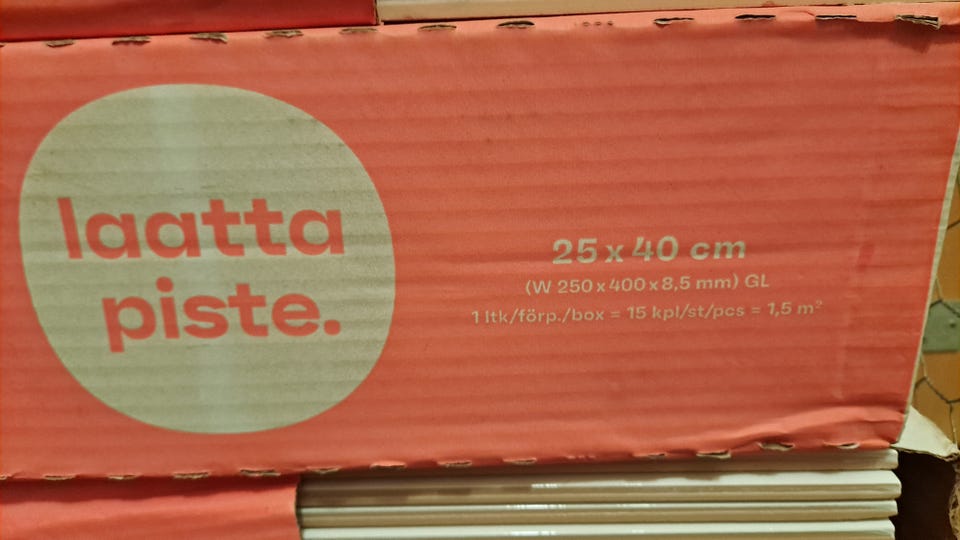 laatta
piste.
25 x 40 cm
(W 250 x 400 x 8,5 mm) GL
1 ltk/förp./box = 15 kpl/st/pcs = 1,5 m²